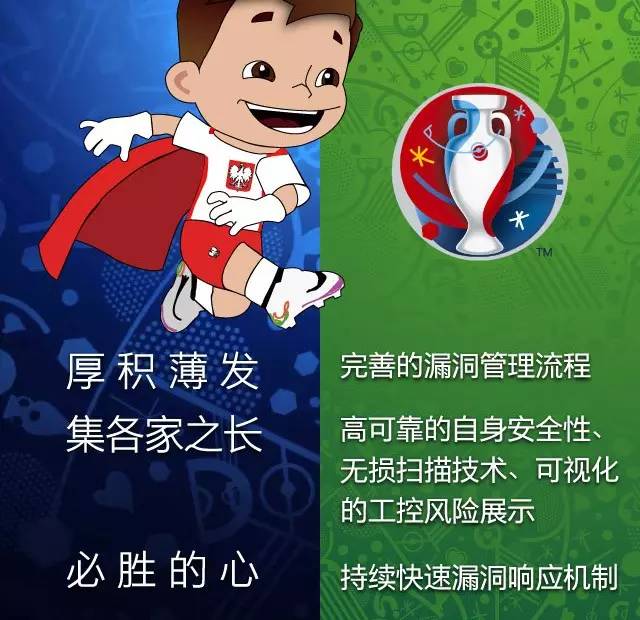 TM
厚积薄发
集各家之长
必胜的心
完善的漏洞管理流程
高可靠的自身安全性、
无损扫描技术、可视化
的工控风险展示
持续快速漏洞响应机制